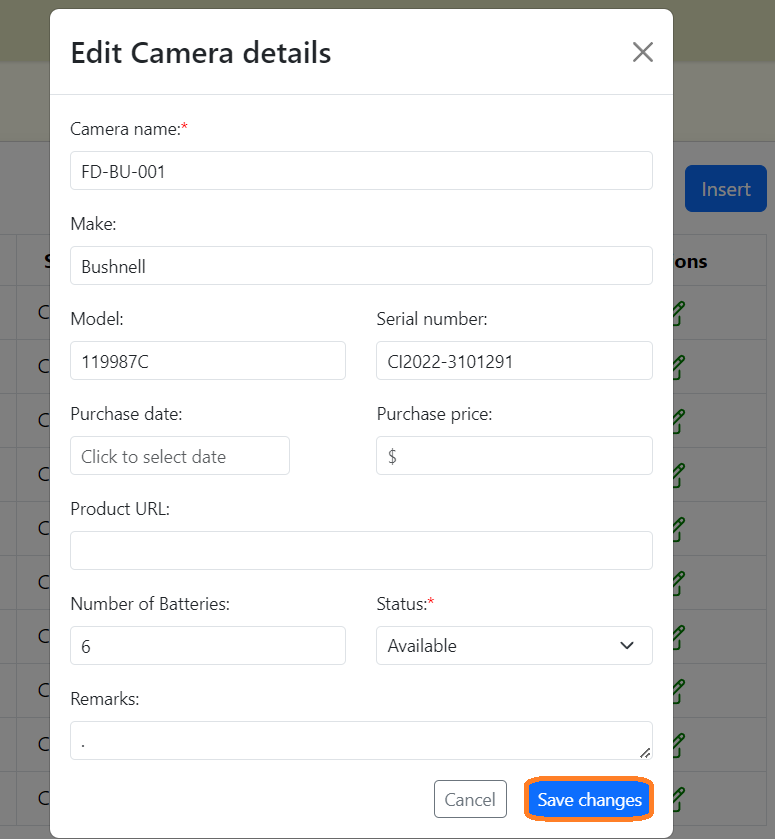 Edit Camera details
Camera name:*
FD-BU-001
Insert
Make:
Bushnell
ons
Model: Serial number:
119987C CI2022-3101291
Purchase date: Purchase price:
Click to select date $
Product URL:
Number of Batteries: Status:*
6 Available
Remarks:
.
Cancel Save changes